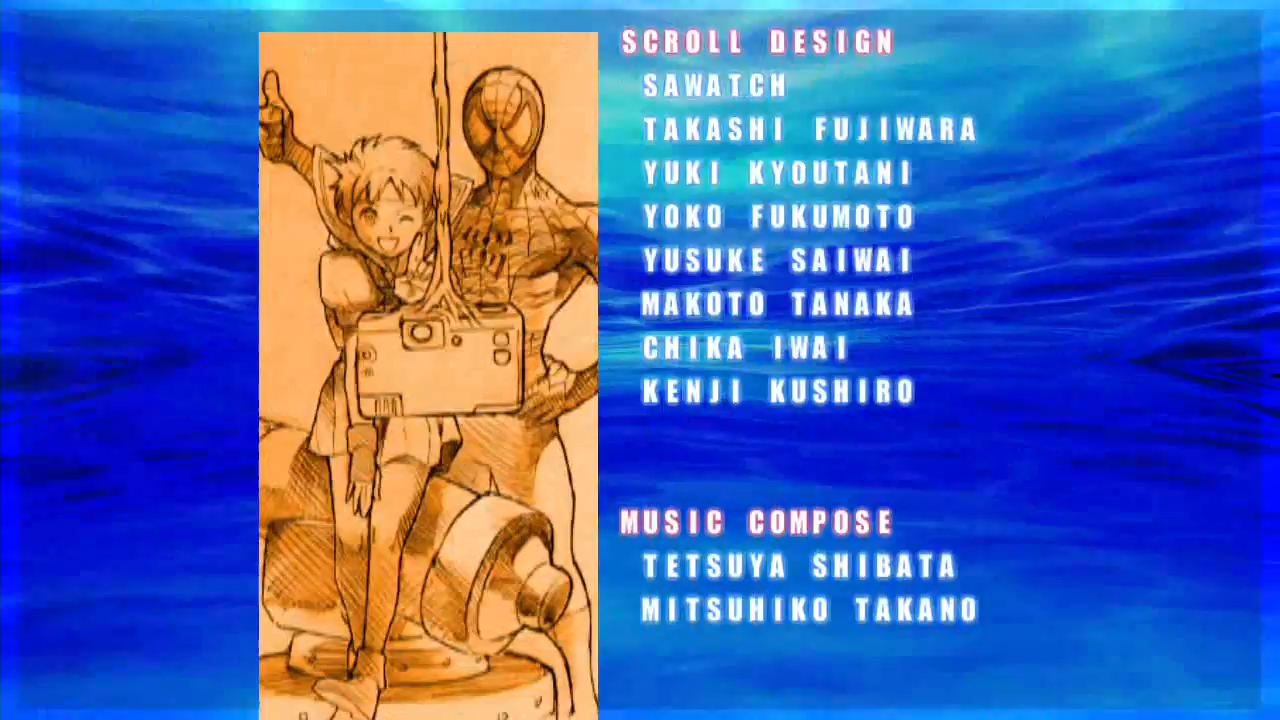 SCROLL DESIGN
SAWATCH
TAKASHI FUJIWARA
YUKI KYOUTANI
YOKO FUKUMOTO
YUSUKE SAIWAI
MAKOTO TANAKA
CHIKA IWAI
KENJI KUSHIRO
MUSIC COMPOSE
TETSUYA SHIBATA
MITSUHIKO TAKANO